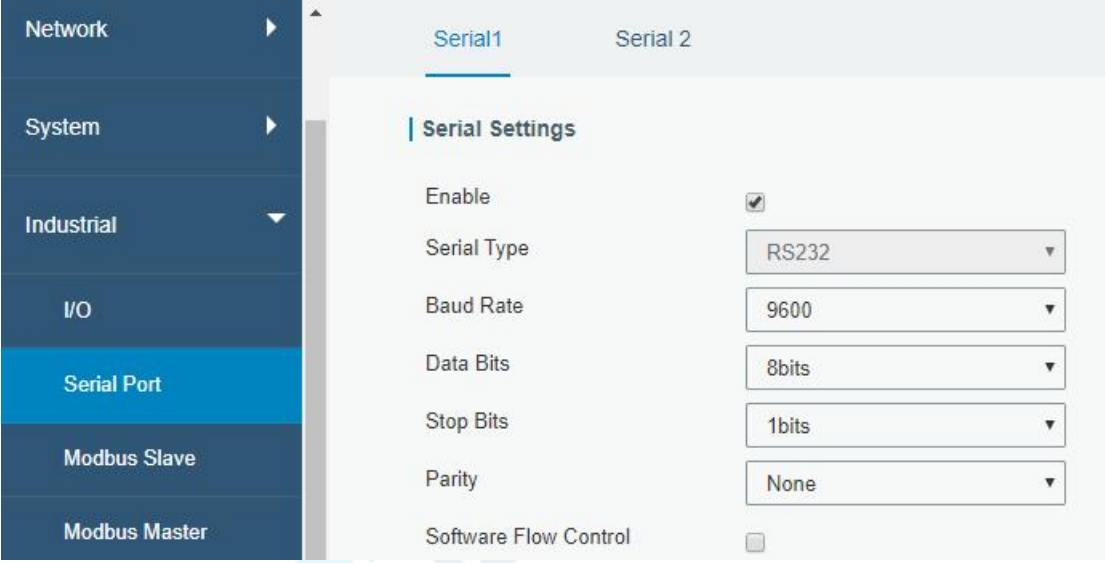 Network
System
Industrial
I/O
Serial Port
Modbus Slave
Modbus Master
Serial1
Serial 2
Serial Settings
Enable
Serial Type
RS232
Baud Rate
9600
Data Bits
8bits
Stop Bits
1bits
Parity
None
Software Flow Control